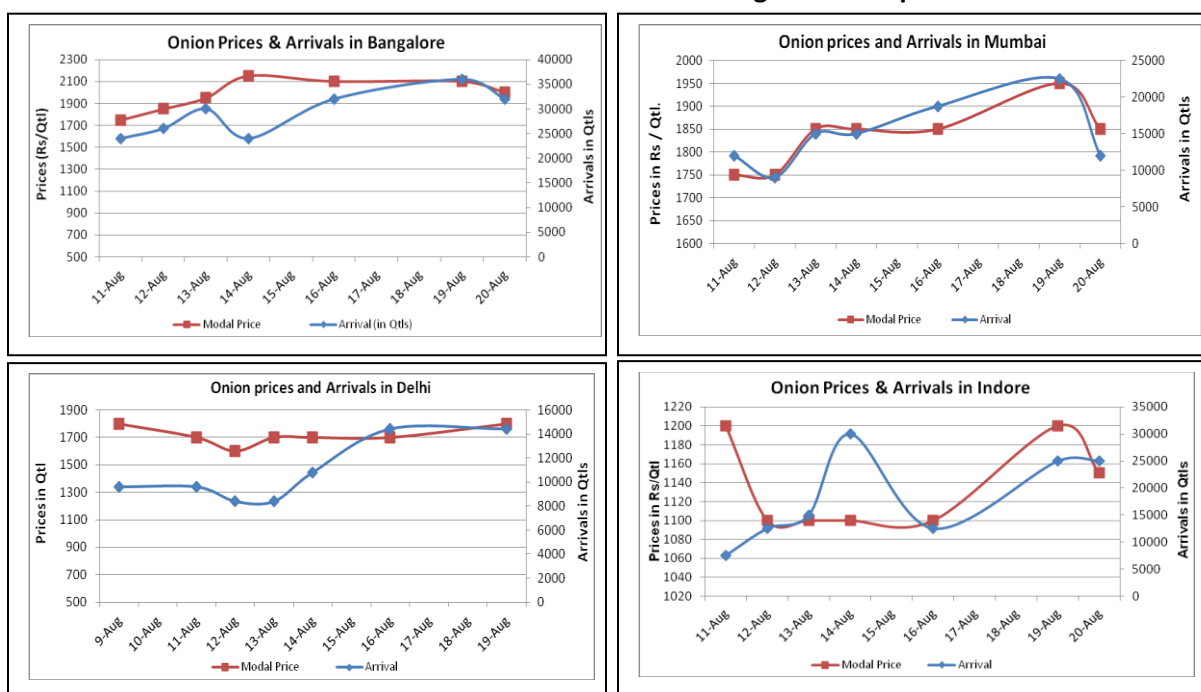 Onion Prices & Arrivals in Bangalore
2300
2100
1900
1700
1500
1300
1100
900
700
500
40000
35000
30000
25000
20000
15000
10000
5000
0
Prices (Rs/Qtl)
Arrivals in Qtls
11-Aug
12-Aug
13-Aug
14-Aug
15-Aug
16-Aug
17-Aug
18-Aug
19-Aug
20-Aug
Modal Price
Arrival (in Qtls)
Onion prices and Arrivals in Mumbai
2000
1950
1900
1850
1800
1750
1700
1650
1600
25000
20000
15000
10000
5000
0
Prices in Rs / Qtl.
Arrivals in Qtls
11-Aug
12-Aug
13-Aug
14-Aug
15-Aug
16-Aug
17-Aug
18-Aug
19-Aug
20-Aug
Modal Price
Arrival
Onion prices and Arrivals in Delhi
1900
1700
1500
1300
1100
900
700
500
16000
14000
12000
10000
8000
6000
4000
2000
0
Prices in Qtl
Arrivals in Qtls
9-Aug
10-Aug
11-Aug
12-Aug
13-Aug
14-Aug
15-Aug
16-Aug
17-Aug
18-Aug
19-Aug
Modal Price
Arrival
Onion Prices & Arrivals in Indore
1220
1200
1180
1160
1140
1120
1100
1080
1060
1040
1020
35000
30000
25000
20000
15000
10000
5000
0
Prices in Rs/Qtl
Arrivals in Qtls
11-Aug
12-Aug
13-Aug
14-Aug
15-Aug
16-Aug
17-Aug
18-Aug
19-Aug
20-Aug
Modal Price
Arrival